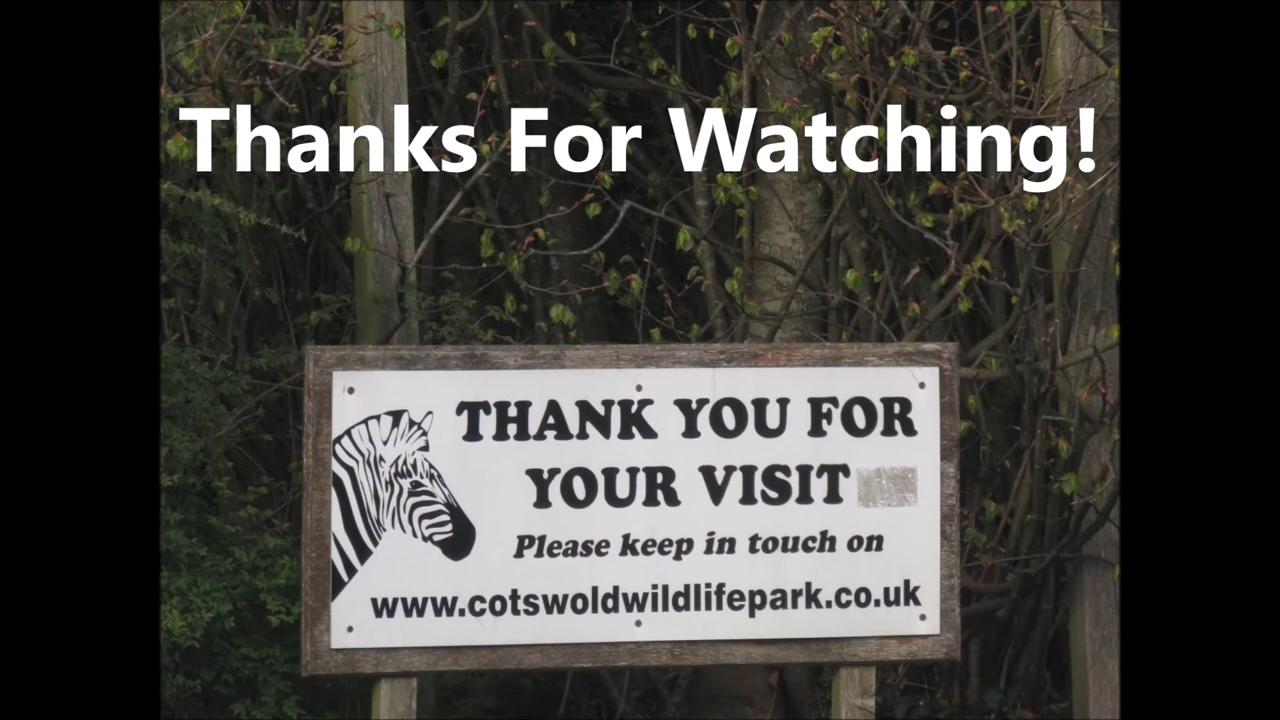 Thanks For Watching!
THANK YOU FOR
YOUR VISIT
Please keep in touch on
www.cotswoldwildlifepark.co.uk